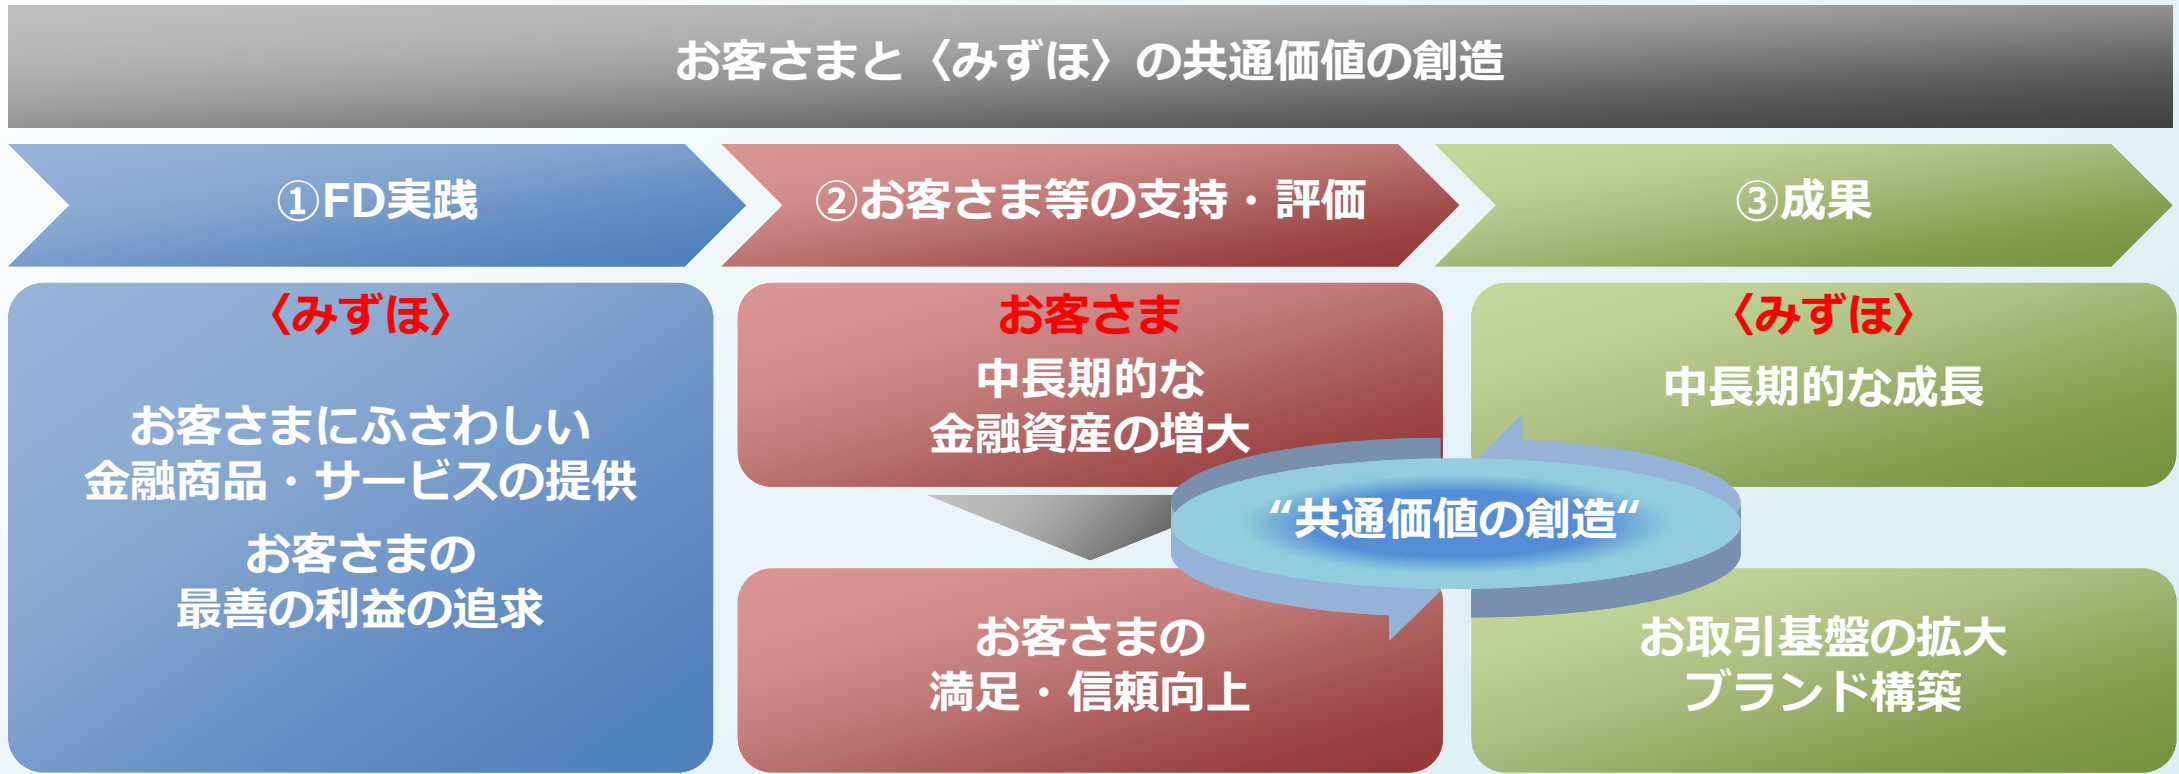 お客さまと〈みずほ〉の共通価値の創造
①FD実践
②お客さま等の支持・評価
③成果
〈みずほ〉
お客さまにふさわしい
金融商品・サービスの提供
お客さまの
最善の利益の追求
お客さま
中長期的な
金融資産の増大
お客さまの
満足・信頼向上
〈みずほ〉
中長期的な成長
“共通価値の創造“
お取引基盤の拡大
ブランド構築